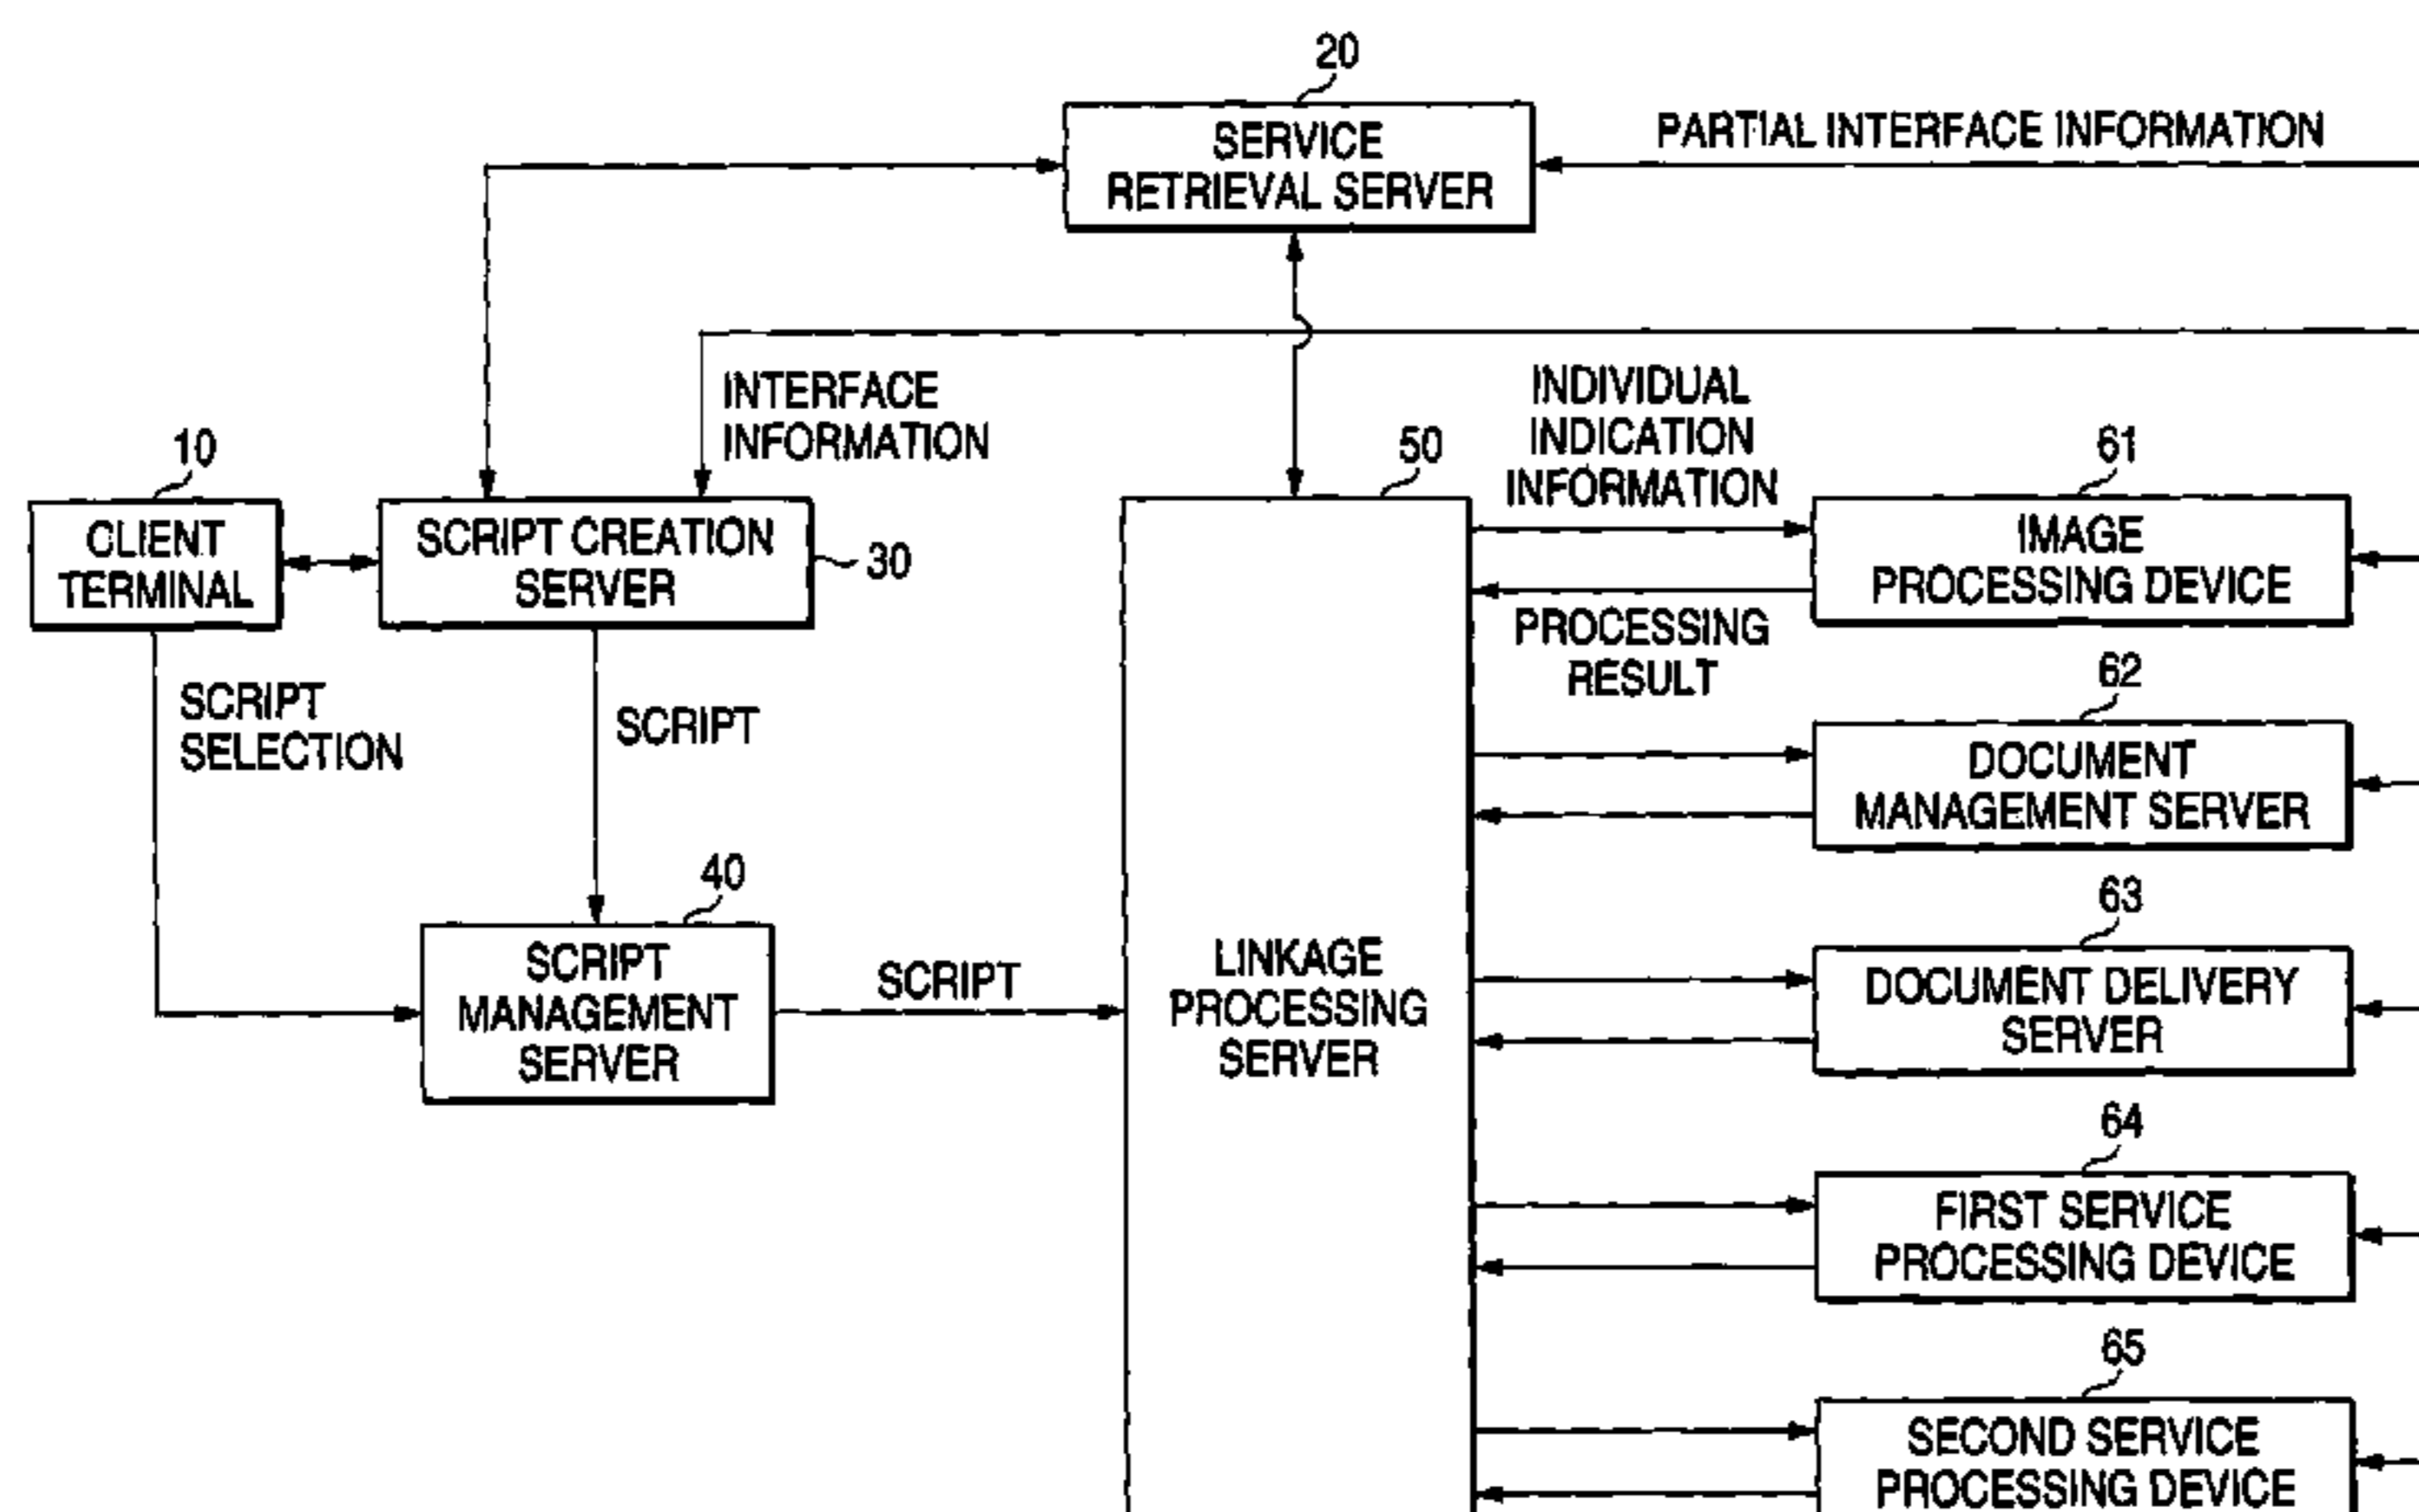 20
SERVICE
RETRIEVAL SERVER
PARTIAL INTERFACE INFORMATION
INTERFACE
INFORMATION
INDIVIDUAL
INDICATION
INFORMATION
10
CLIENT
TERMINAL
SCRIPT CREATION
SERVER
30
50
61
IMAGE
PROCESSING DEVICE
PROCESSING
RESULT
SCRIPT
SELECTION
SCRIPT
62
DOCUMENT
MANAGEMENT SERVER
40
SCRIPT
MANAGEMENT
SERVER
SCRIPT
LINKAGE
PROCESSING
SERVER
63
DOCUMENT DELIVERY
SERVER
64
FIRST SERVICE
PROCESSING DEVICE
65
SECOND SERVICE
PROCESSING DEVICE